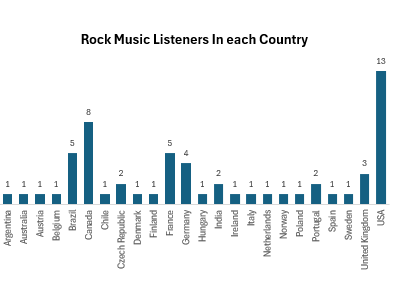 Rock Music Listeners In each Country
1
1
1
1
5
8
1
2
1
1
5
4
1
2
1
1
1
1
1
2
1
1
3
13
Argentina
Australia
Austria
Belgium
Brazil
Canada
Chile
Czech Republic
Denmark
Finland
France
Germany
Hungary
India
Ireland
Italy
Netherlands
Norway
Poland
Portugal
Spain
Sweden
United Kingdom
USA